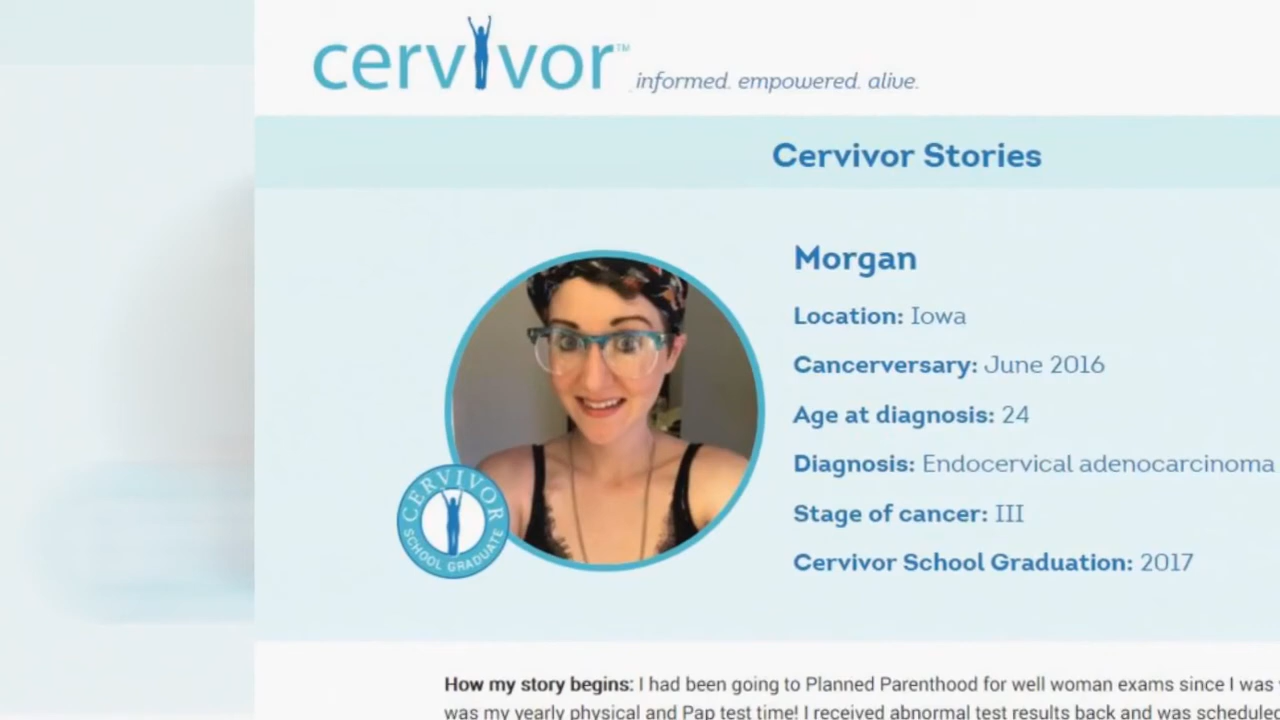 cervivor™ informed. empowered. alive.
Cervivor Stories
Morgan
Location: Iowa
Cancerversary: June 2016
Age at diagnosis: 24
Diagnosis: Endocervical adenocarcinoma
Stage of cancer: III
Cervivor School Graduation: 2017
CERVIVOR
SCHOOL GRADUATE
How my story begins: I had been going to Planned Parenthood for well woman exams since I was
was my yearly physical and Pap test time! I received abnormal test results back and was scheduled